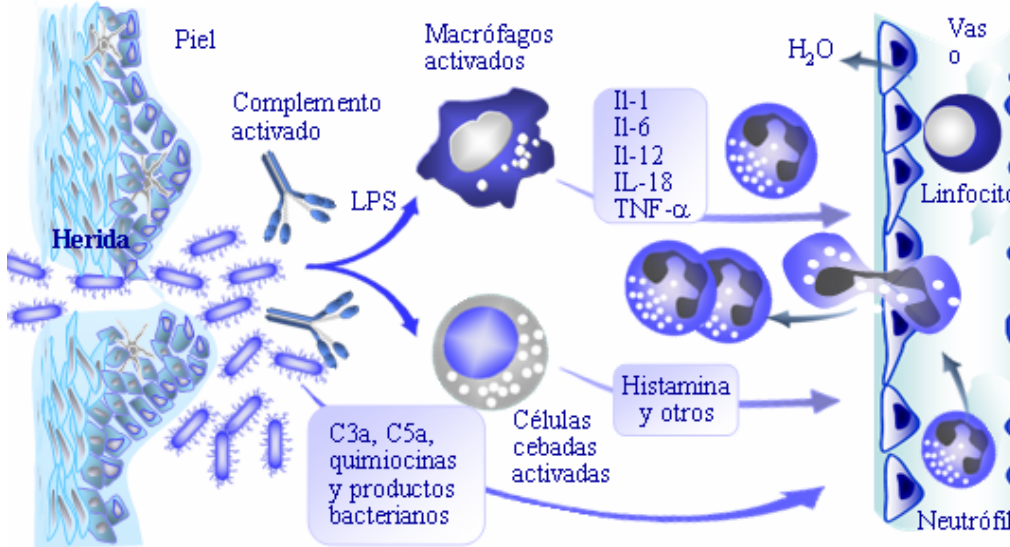 Piel
Macrófagos
activados
H₂O
Vas
o
Complemento
activado
Il-1
Il-6
Il-12
IL-18
TNF-α
LPS
Linfocito
Herida
Histamina
y otros
Células
cebadas
activadas
C3a, C5a,
quimiocinas
y productos
bacterianos
Neutrófil